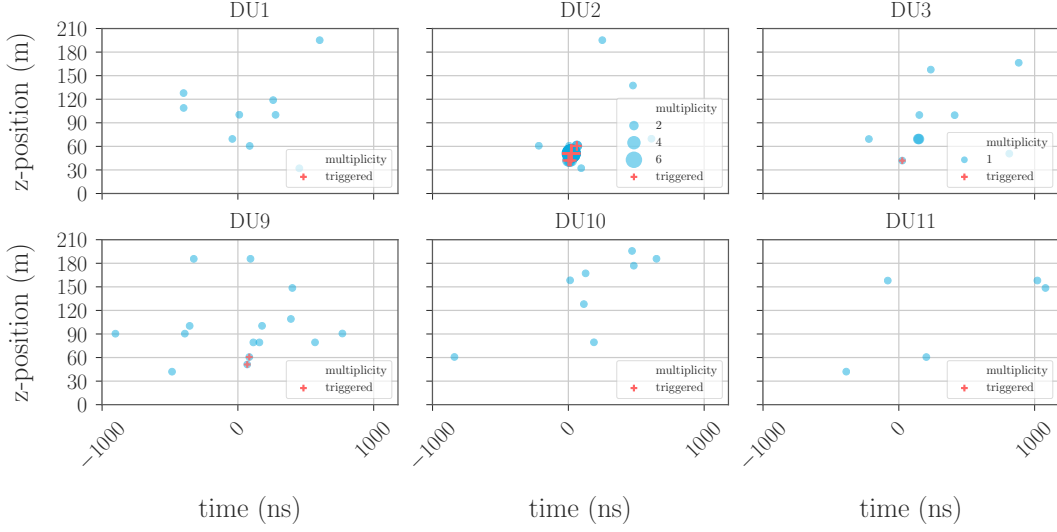 DU1 DU2 DU3
z-position (m)
210
180
150
120
90
60
30
0
multiplicity
triggered
multiplicity
2
4
6
triggered
multiplicity
1
triggered
DU9 DU10 DU11
z-position (m)
210
180
150
120
90
60
30
0
multiplicity
triggered
multiplicity
triggered
multiplicity
triggered
−1000 0 1000 −1000 0 1000 −1000 0 1000
time (ns) time (ns) time (ns)